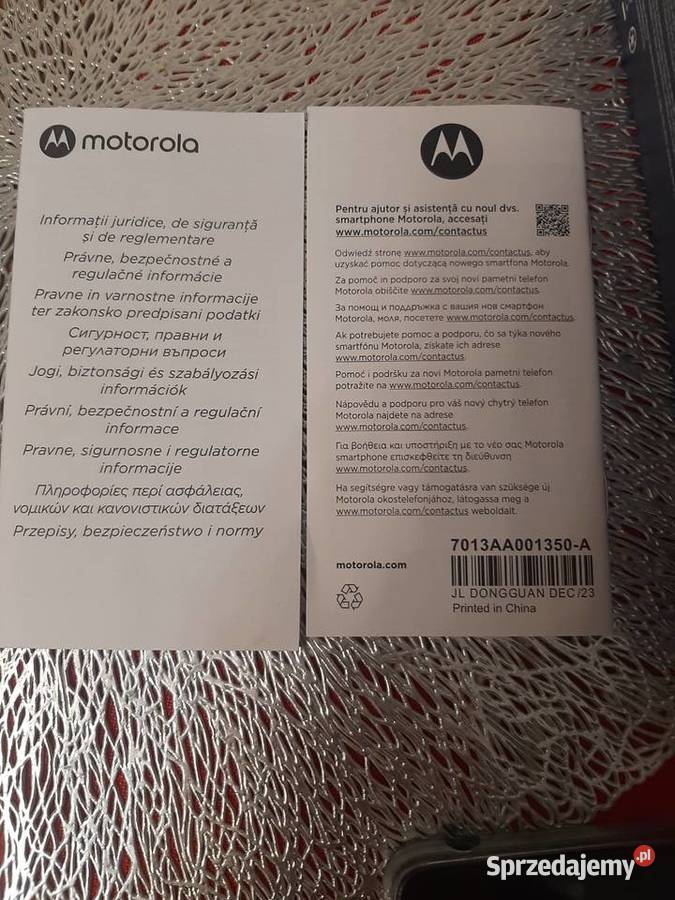 motorola
Informații juridice, de siguranță
și de reglementare
Právne, bezpečnostné a
regulačné informácie
Pravne in varnostne informacije
ter zakonsko predpisani podatki
Сигурност, правни и
регулаторни въпроси
Jogi, biztonsági és szabályozási
információk
Právní, bezpečnostní a regulační
informace
Pravne, sigurnosne i regulatorne
informacije
Πληροφορίες περί ασφάλειας,
νομικών και κανονιστικών διατάξεων
Przepisy, bezpieczeństwo i normy
Pentru ajutor și asistență cu noul dvs.
smartphone Motorola, accesați
www.motorola.com/contactus
Odwiedź stronę www.motorola.com/contactus, aby
uzyskać pomoc dotyczącą nowego smartfona Motorola.
Za pomoč in podporo za svoj novi pametni telefon
Motorola obiščite www.motorola.com/contactus.
За помощ и поддръжка с вашия нов смартфон
Motorola, моля, посетете www.motorola.com/contactus.
Ak potrebujete pomoc a podporu, čo sa týka nového
smartfónu Motorola, získate ich adrese
www.motorola.com/contactus.
Pomoć i podršku za novi Motorola pametni telefon
potražite na www.motorola.com/contactus.
Nápovědu a podporu pro váš nový chytrý telefon
Motorola najdete na adrese
www.motorola.com/contactus.
Για βοήθεια και υποστήριξη με το νέο σας Motorola
smartphone επισκεφθείτε τη διεύθυνση
www.motorola.com/contactus.
Ha segítségre vagy támogatásra van szüksége új
Motorola okostelefonjához, látogassa meg a
www.motorola.com/contactus weboldalt.
7013AA001350-A
motorola.com
JL DONGGUAN DEC/23
Printed in China
Sprzedajemy.pl